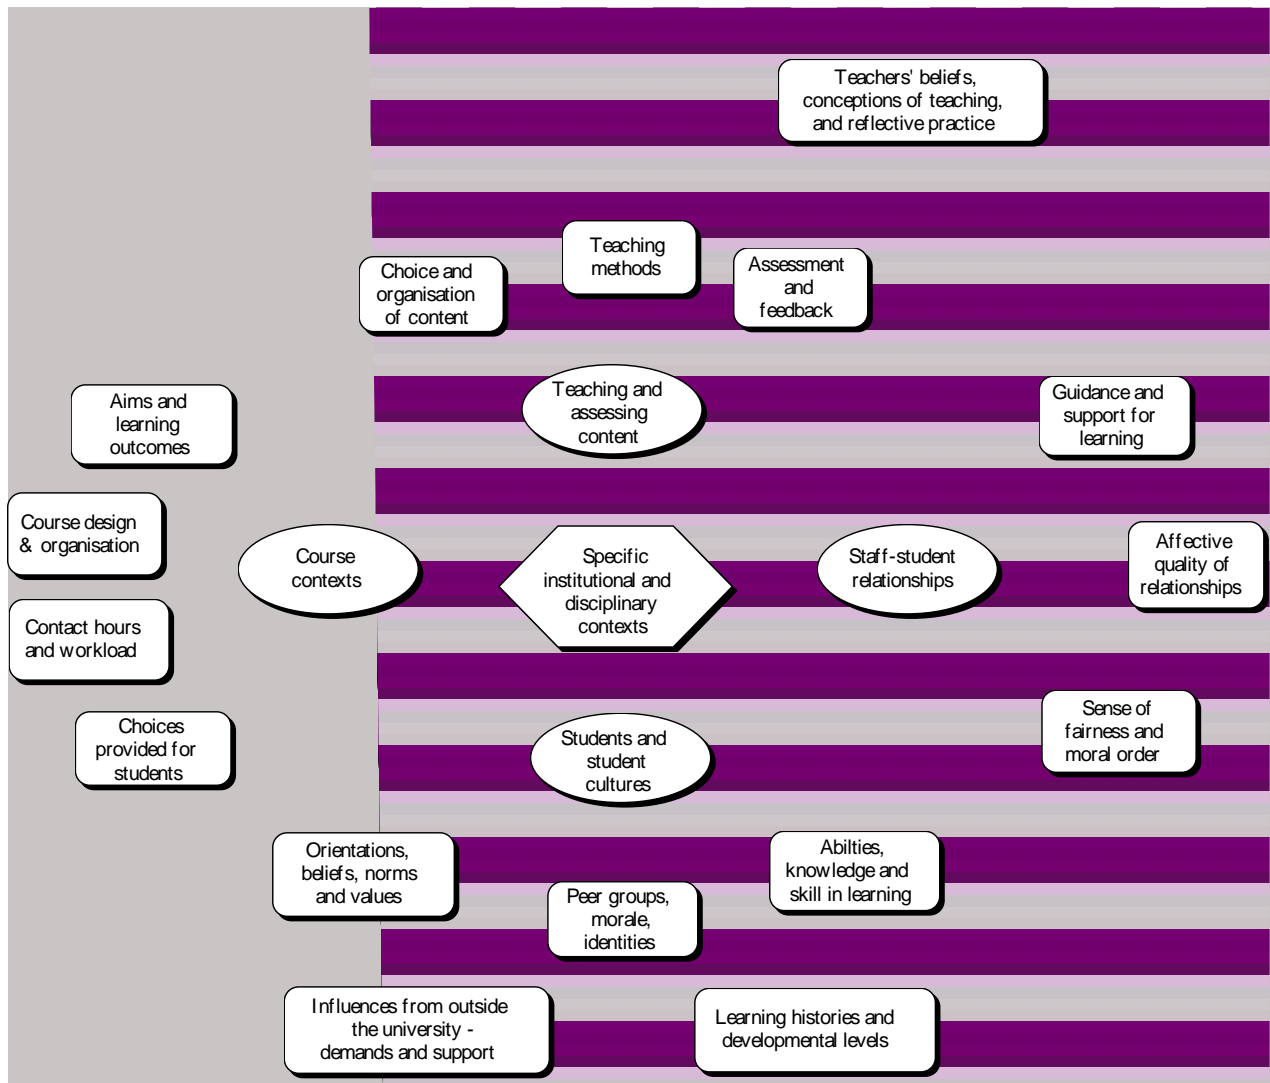 Teachers' beliefs,
conceptions of teaching,
and reflective practice
Teaching
methods
Assessment
and
feedback
Choice and
organisation
of content
Teaching and
assessing
content
Guidance and
support for
learning
Aims and
learning
outcomes
Course design
& organisation
Course
contexts
Specific
institutional and
disciplinary
contexts
Staff-student
relationships
Affective
quality of
relationships
Contact hours
and workload
Choices
provided for
students
Students and
student
cultures
Sense of
fairness and
moral order
Orientations,
beliefs, norms
and values
Peer groups,
morale,
identities
Abilties,
knowledge and
skill in learning
Influences from outside
the university -
demands and support
Learning histories and
developmental levels